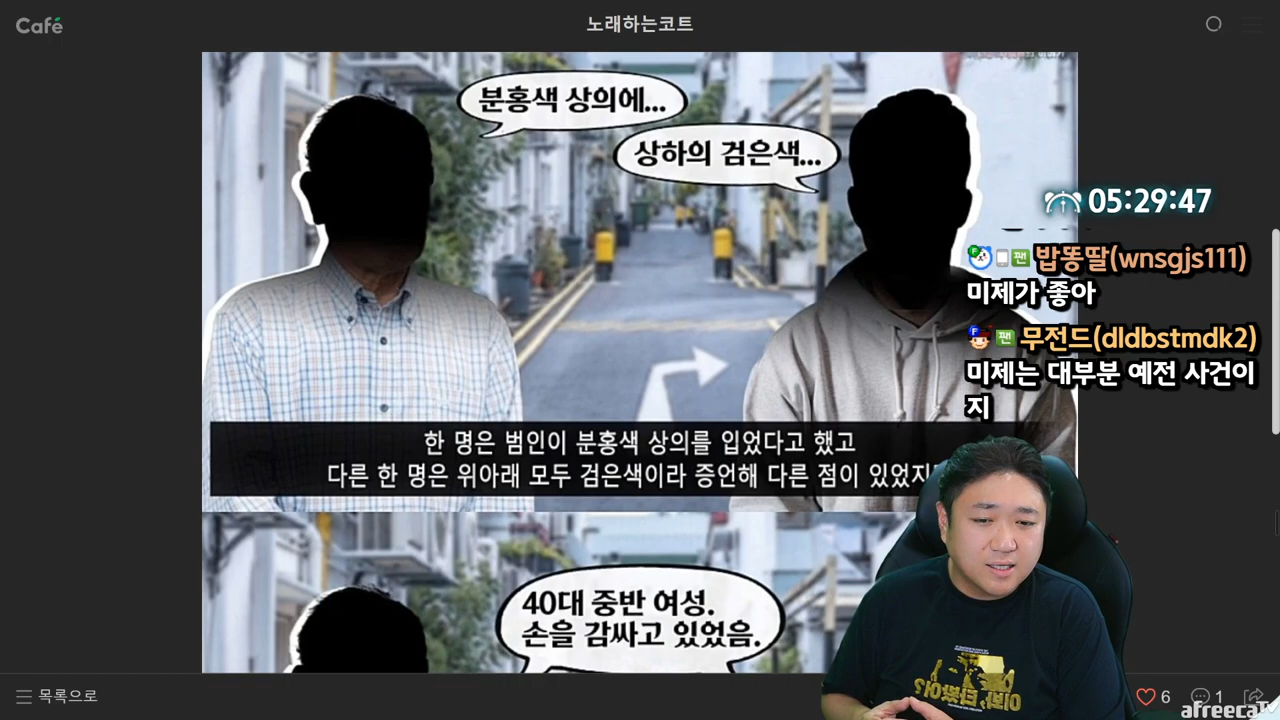 Café
노래하는코트
분홍색 상의에...
상하의 검은색...
05:29:47
밥똥딸(wnsgjs111)
미제가 좋아
무전드(dldbstmdk2)
미제는 대부분 예전 사건이
지
한 명은 범인이 분홍색 상의를 입었다고 했고
다른 한 명은 위아래 모두 검은색이라 증언해 다른 점이 있었지
40대 중반 여성.
손을 감싸고 있었음.
목록으로
6
1
afreecaTV